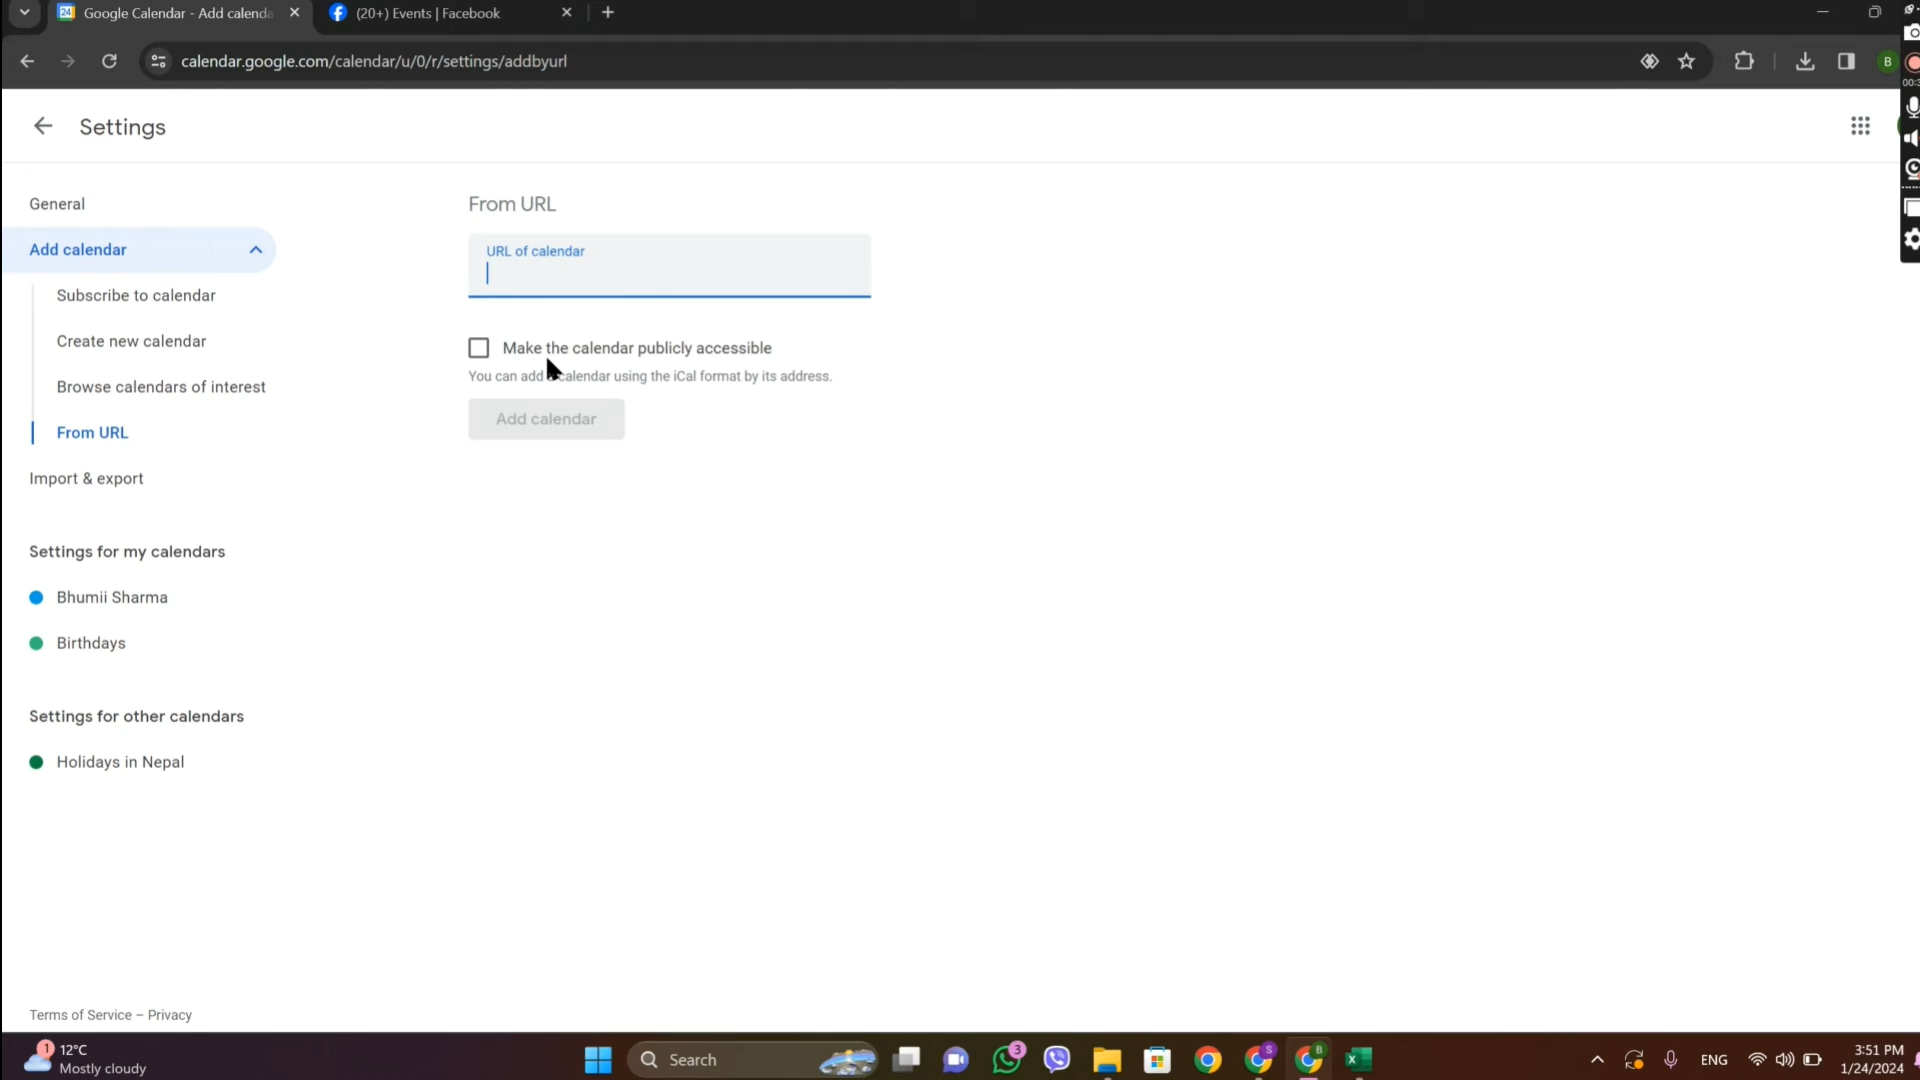 Google Calendar - Add calenda
(20+) Events | Facebook
calendar.google.com/calendar/u/0/r/settings/addbyurl
B
00:3
Settings
General
Add calendar
Subscribe to calendar
Create new calendar
Browse calendars of interest
From URL
Import & export
Settings for my calendars
Bhumii Sharma
Birthdays
Settings for other calendars
Holidays in Nepal
From URL
URL of calendar
Make the calendar publicly accessible
You can add calendar using the iCal format by its address.
Add calendar
Terms of Service – Privacy
1
12°C
Mostly cloudy
Search
3
S
B
ENG
3:51 PM
1/24/2024